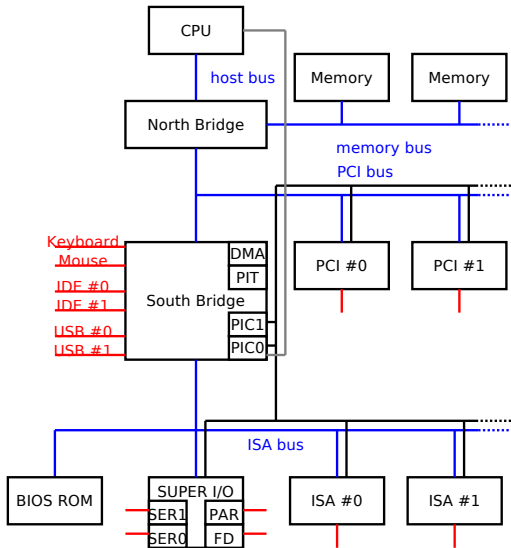 CPU
host bus
Memory
Memory
North Bridge
memory bus
PCI bus
Keyboard
Mouse
IDE #0
IDE #1
USB #0
USB #1
South Bridge
DMA
PIT
PIC1
PIC0
PCI #0
PCI #1
ISA bus
BIOS ROM
SUPER I/O
SER1
PAR
SER0
FD
ISA #0
ISA #1